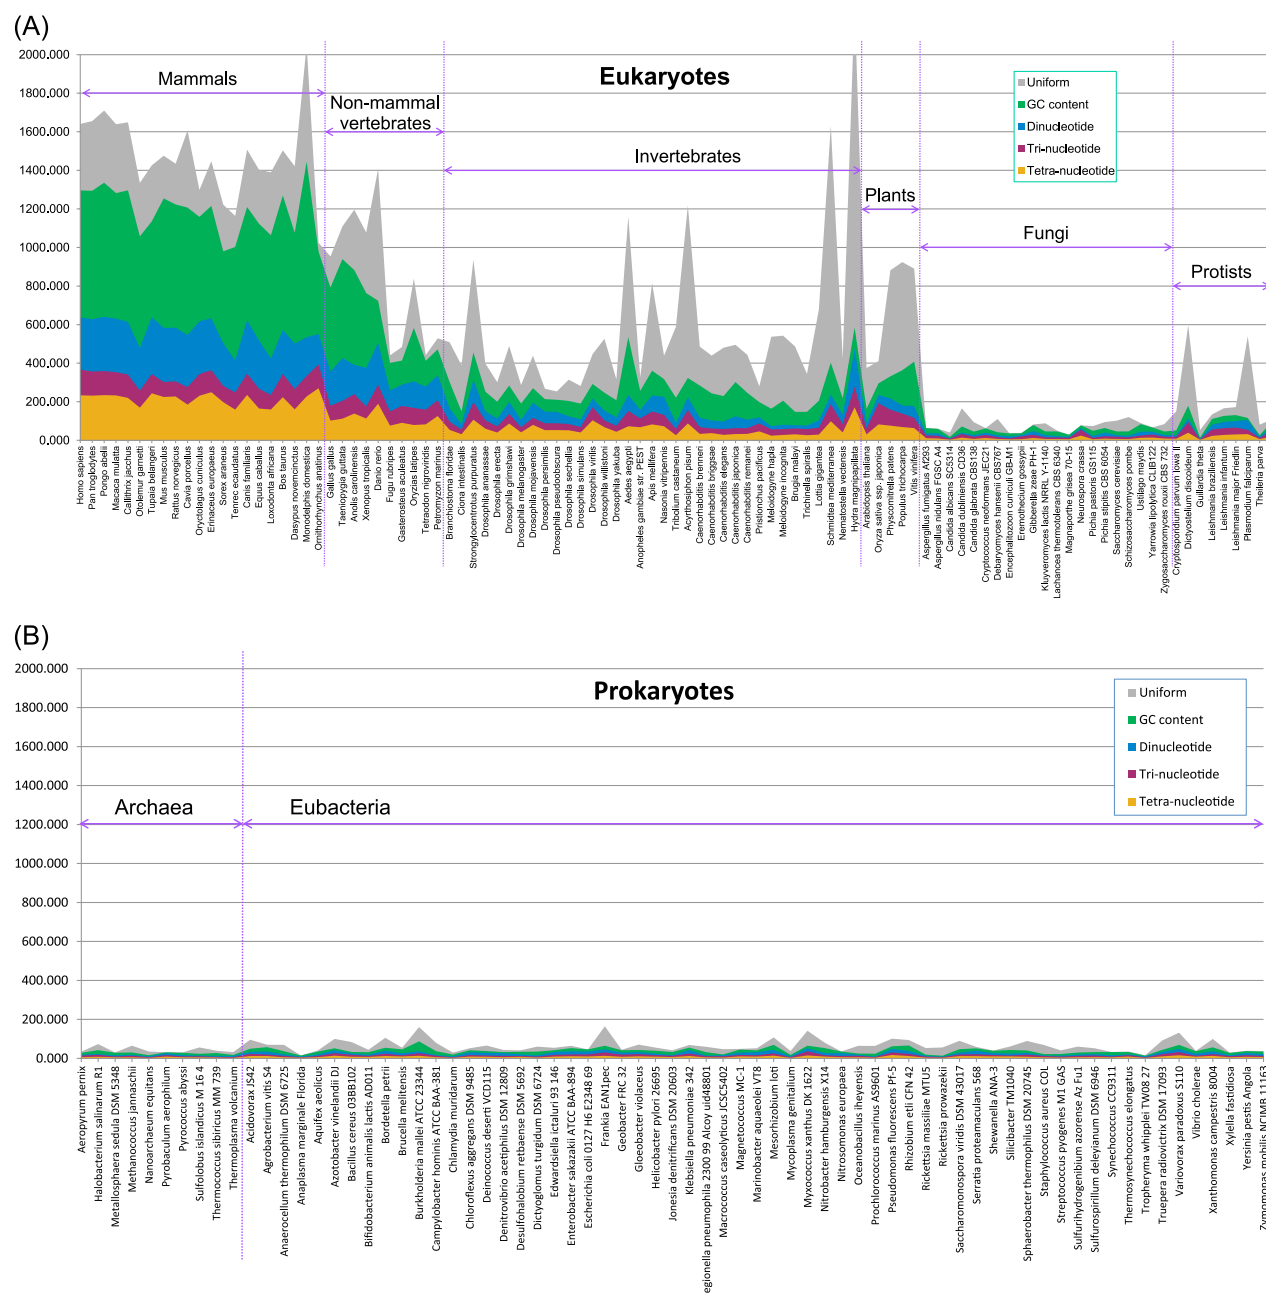 (A)
2000.000
1800.000
1600.000
1400.000
1200.000
1000.000
800.000
600.000
400.000
200.000
0.000
Mammals
Non-mammal
vertebrates
Eukaryotes
Invertebrates
Plants
Fungi
Protists
Uniform
GC content
Dinucleotide
Tri-nucleotide
Tetra-nucleotide
Homo sapiens
Pan troglodytes
Pongo abelii
Macaca mulatta
Callithrix jacchus
Otolemur garnetti
Tupaia belangeri
Mus musculus
Rattus norvegicus
Cavia porcellus
Oryctolagus cuniculus
Erinaceus europaeus
Sorex araneus
Tenrec ecaudatus
Canis familiaris
Equus caballus
Loxodonta africana
Bos taurus
Dasypus novemcinctus
Monodelphis domestica
Ornithorhynchus anatinus
Gallus gallus
Taeniopygia guttata
Anolis carolinensis
Xenopus tropicalis
Danio rerio
Fugu rupies
Gasterosteus aculeatus
Oryzias latipes
Tetraodon nigroviridis
Petromyzon marinus
Branchiostoma floridae
Ciona intestinalis
Strongylocentrotus purpuratus
Drosophila ananassae
Drosophila erecta
Drosophila grimshawi
Drosophila melanogaster
Drosophila mojavensis
Drosophila persimilis
Drosophila pseudoobscura
Drosophila sechellia
Drosophila simulans
Drosophila virilis
Drosophila willistoni
Drosophila yakuba
Aedes aegypti
Anopheles gambiae str. PEST
Apis mellifera
Nasonia vitripennis
Tribolium castaneum
Acyrthosiphon pisum
Caenorhabditis brenneri
Caenorhabditis briggsae
Caenorhabditis elegans
Caenorhabditis japonica
Caenorhabditis remanei
Pristionchus pacificus
Meloidogyne hapla
Meloidogyne incognita
Brugia malayi
Trichinella spiralis
Lottia gigantea
Schmidtea mediterranea
Nematostella vectensis
Hydra magnapapillata
Arabidopsis thaliana
Oryza sativa ssp. japonica
Physcomitrella patens
Populus trichocarpa
Vitis vinifera
Aspergillus fumigatus Af293
Aspergillus nidulans FGSC A4
Candida albicans SC5314
Candida dubliniensis CD36
Candida glabrata CBS138
Cryptococcus neoformans JEC21
Debaryomyces hansenii CBS767
Encephalitozoon cuniculi GB-M1
Eremothecium gossypii
Gibberella zeae PH-1
Kluyveromyces lactis NRRL Y-1140
Lachancea thermotolerans CBS 6340
Magnaporthe grisea 70-15
Neurospora crassa
Pichia pastoris GS115
Pichia stipitis CBS 6054
Saccharomyces cerevisiae
Schizosaccharomyces pombe
Ustilago maydis
Yarrowia lipolytica CLIB122
Zygosaccharomyces rouxii CBS 732
Cryptosporidium parvum Iowa II
Dictyostelium discoideum
Guillardia theta
Leishmania braziliensis
Leishmania infantum
Leishmania major Friedlin
Plasmodium falciparum
Theileria parva
(B)
2000.000
1800.000
1600.000
1400.000
1200.000
1000.000
800.000
600.000
400.000
200.000
0.000
Prokaryotes
Archaea
Eubacteria
Uniform
GC content
Dinucleotide
Tri-nucleotide
Tetra-nucleotide
Aeropyrum pernix
Halobacterium salinarum R1
Metallosphaera sedula DSM 5348
Methanococcus jannaschii
Nanoarchaeum equitans
Pyrobaculum aerophilum
Pyrococcus abyssi
Sulfolobus islandicus M 16 4
Thermococcus sibiricus MM 739
Thermoplasma volcanium
Acidovorax JS42
Agrobacterium vitis S4
Anaerocellum thermophilum DSM 6725
Anaplasma marginale Florida
Aquifex aeolicus
Azotobacter vinelandii DJ
Bacillus cereus 03BB102
Bifidobacterium animalis lactis AD011
Bordetella petrii
Brucella melitensis
Burkholderia mallei ATCC 23344
Campylobacter hominis ATCC BAA-381
Chlamydia muridarum
Chloroflexus aggregans DSM 9485
Deinococcus deserti VCD115
Denitrovibrio acetiphilus DSM 12809
Desulfohalobium retbaense DSM 5692
Dictyoglomus turgidum DSM 6724
Edwardsiella ictaluri 93 146
Enterobacter sakazakii ATCC BAA-894
Escherichia coli 0127 H6 E2348 69
Frankia EAN1pec
Geobacter FRC 32
Gloeobacter violaceus
Helicobacter pylori 26695
Jonesia denitrificans DSM 20603
Klebsiella pneumoniae 342
egionella pneumophila 2300 99 Alcoy uid48801
Macrococcus caseolyticus JCSC5402
Magnetococcus MC-1
Marinobacter aquaeolei VT8
Mesorhizobium loti
Mycoplasma genitalium
Myxococcus xanthus DK 1622
Nitrobacter hamburgensis X14
Nitrosomonas europaea
Oceanobacillus iheyensis
Prochlorococcus marinus AS9601
Pseudomonas fluorescens Pf-5
Rhizobium etli CFN 42
Rickettsia massiliae MTU5
Rickettsia prowazekii
Saccharomonospora viridis DSM 43017
Serratia proteamaculans 568
Shewanella ANA-3
Silicibacter TM1040
Sphaerobacter thermophilus DSM 20745
Staphylococcus aureus COL
Streptococcus pyogenes M1 GAS
Sulfurihydrogenibium azorense Az Fu1
Sulfurospirillum deleyianum DSM 6946
Synechococcus CC9311
Thermosynechococcus elongatus
Tropheryma whipplei TW08 27
Truepera radiovictrix DSM 17093
Variovorax paradoxus S110
Vibrio cholerae
Xanthomonas campestris 8004
Xylella fastidiosa
Yersinia pestis Angola
Zymomonas mobilis NCIMB 11163